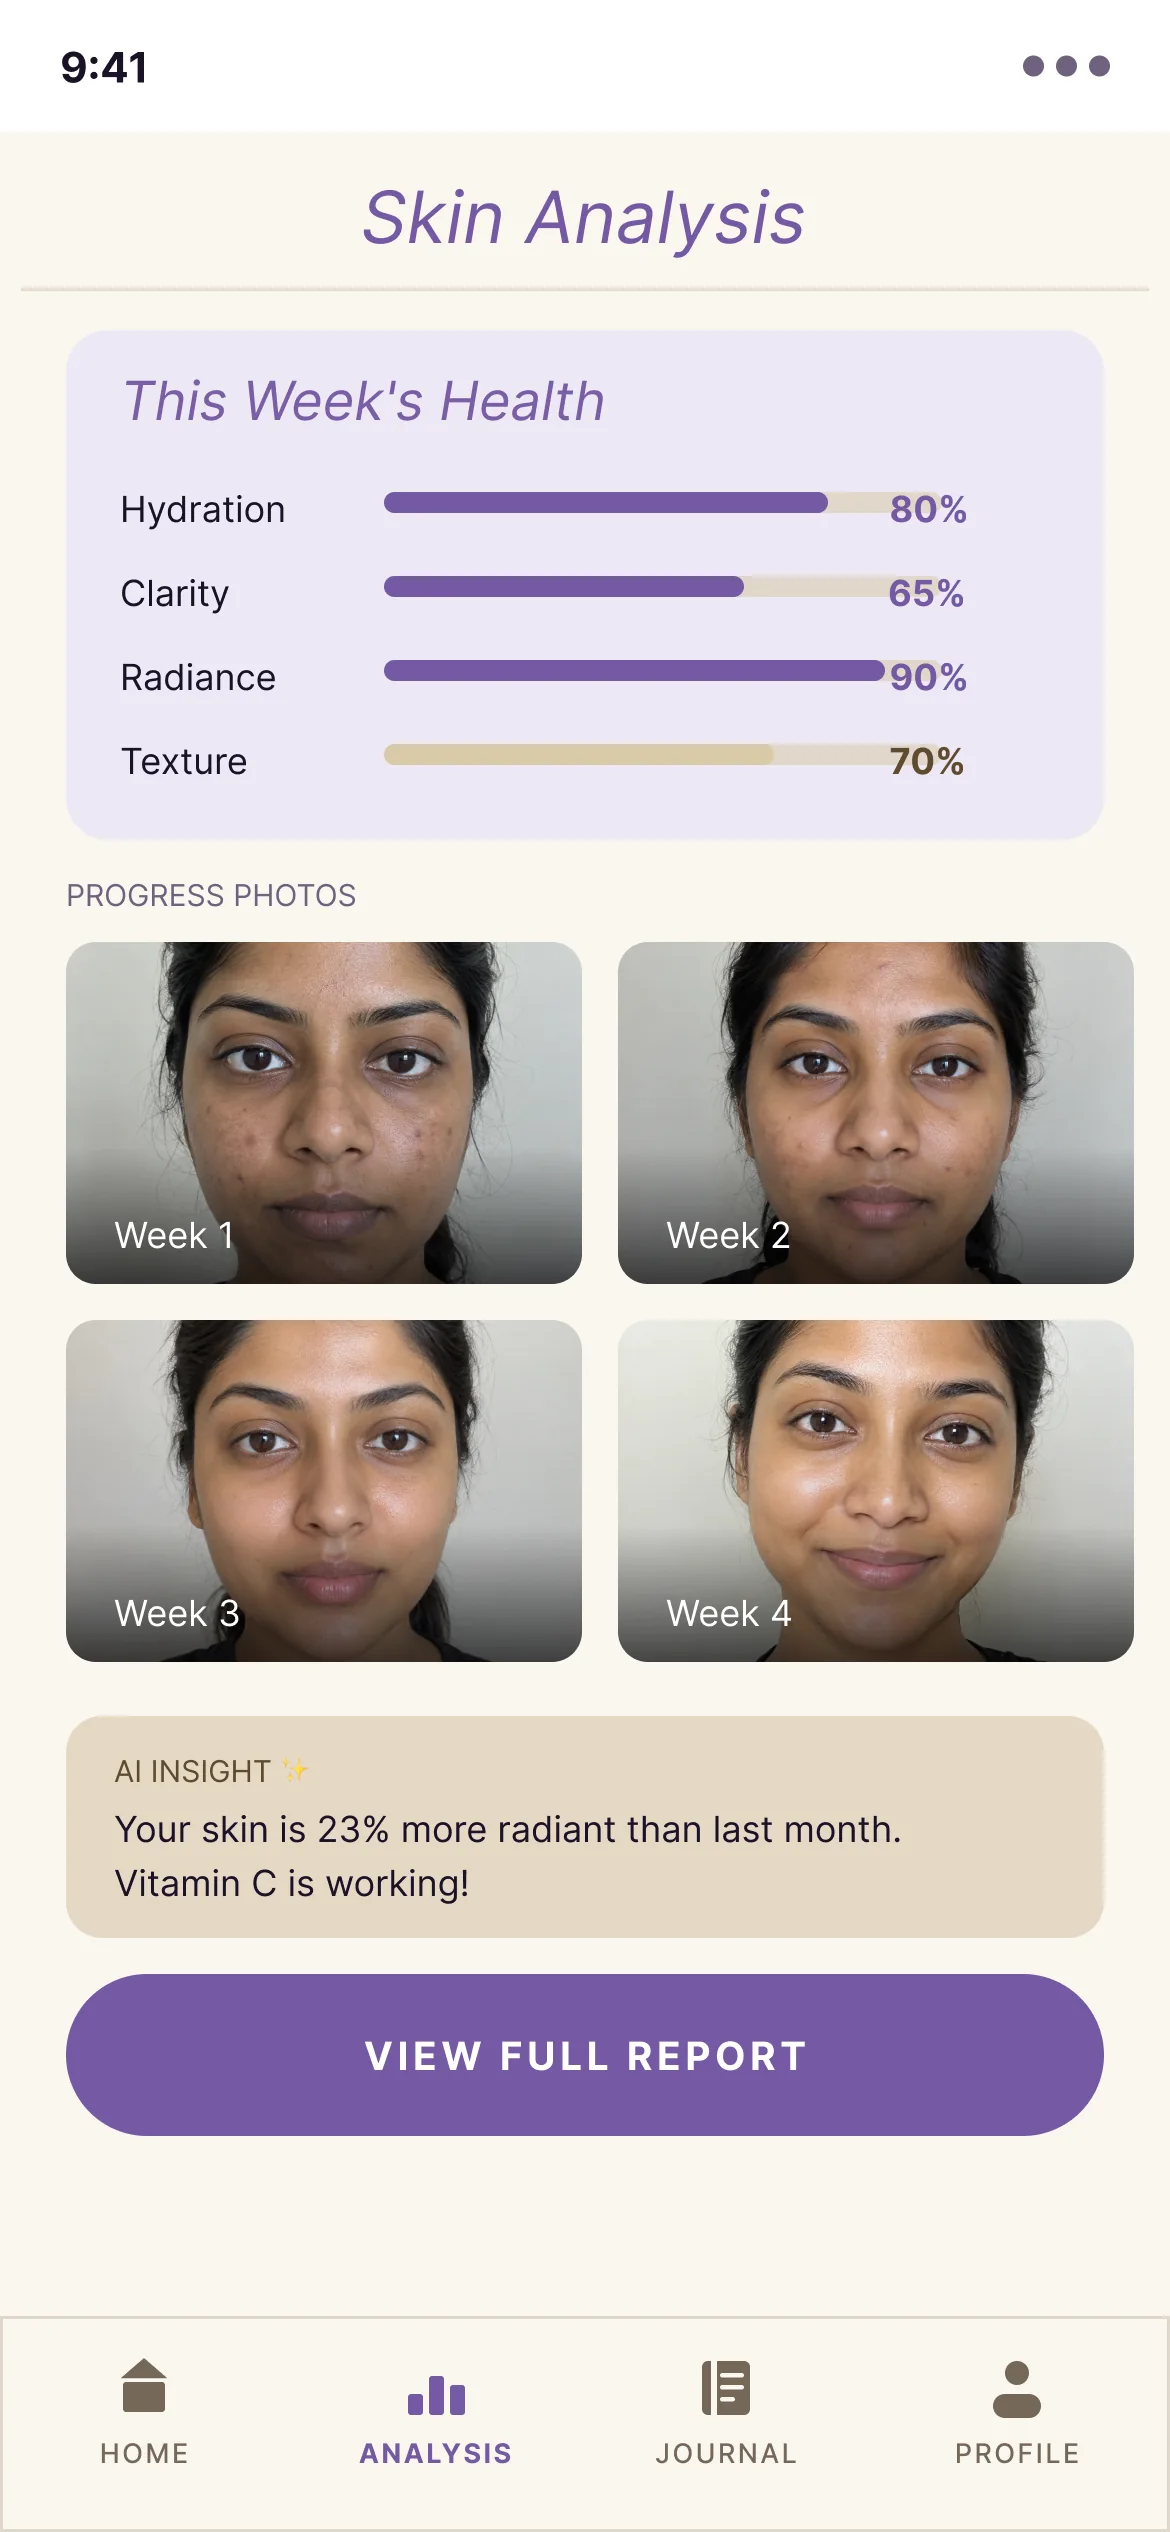 9:41
Skin Analysis
This Week's Health
Hydration 80%
Clarity 65%
Radiance 90%
Texture 70%
PROGRESS PHOTOS
Week 1 Week 2
Week 3 Week 4
AI INSIGHT ✨
Your skin is 23% more radiant than last month.
Vitamin C is working!
VIEW FULL REPORT
HOME ANALYSIS JOURNAL PROFILE